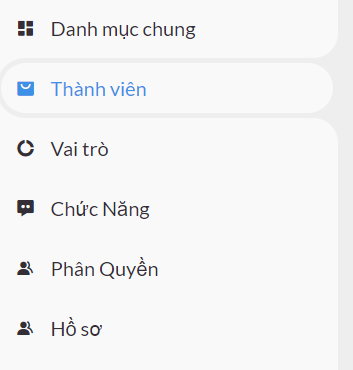 Danh mục chung
Thành viên
Vai trò
Chức Năng
Phân Quyền
Hồ sơ